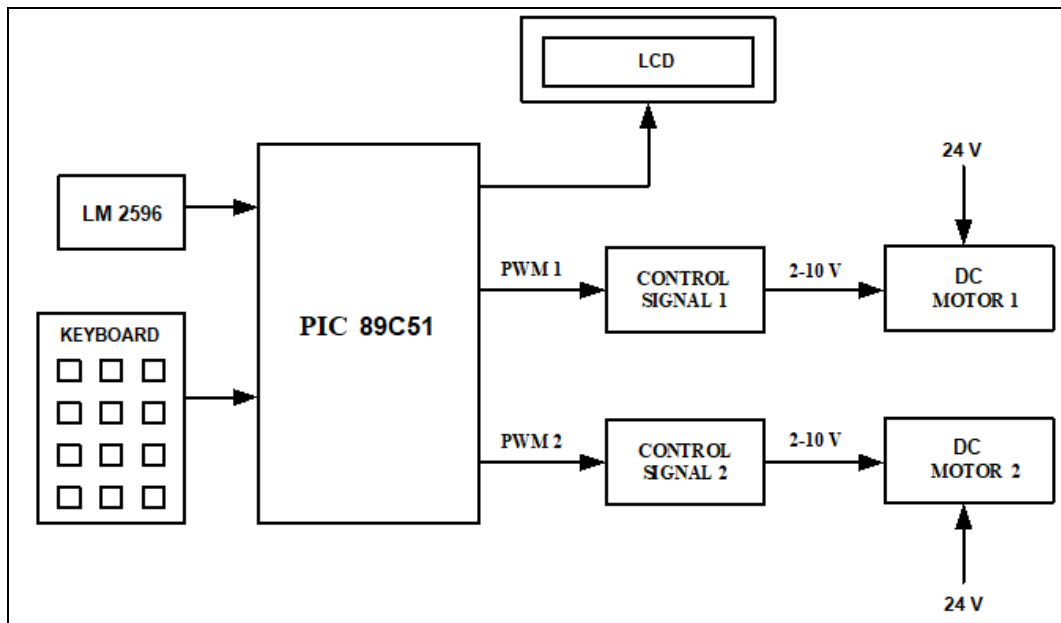 LCD
24 V
LM 2596
PWM 1
CONTROL
SIGNAL 1
2-10 V
DC
MOTOR 1
KEYBOARD
PIC 89C51
PWM 2
CONTROL
SIGNAL 2
2-10 V
DC
MOTOR 2
24 V